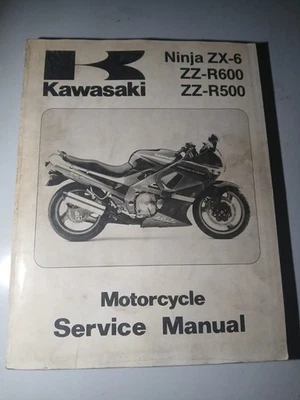 Kawasaki
Ninja ZX-6
ZZ-R600
ZZ-R500
Motorcycle
Service Manual